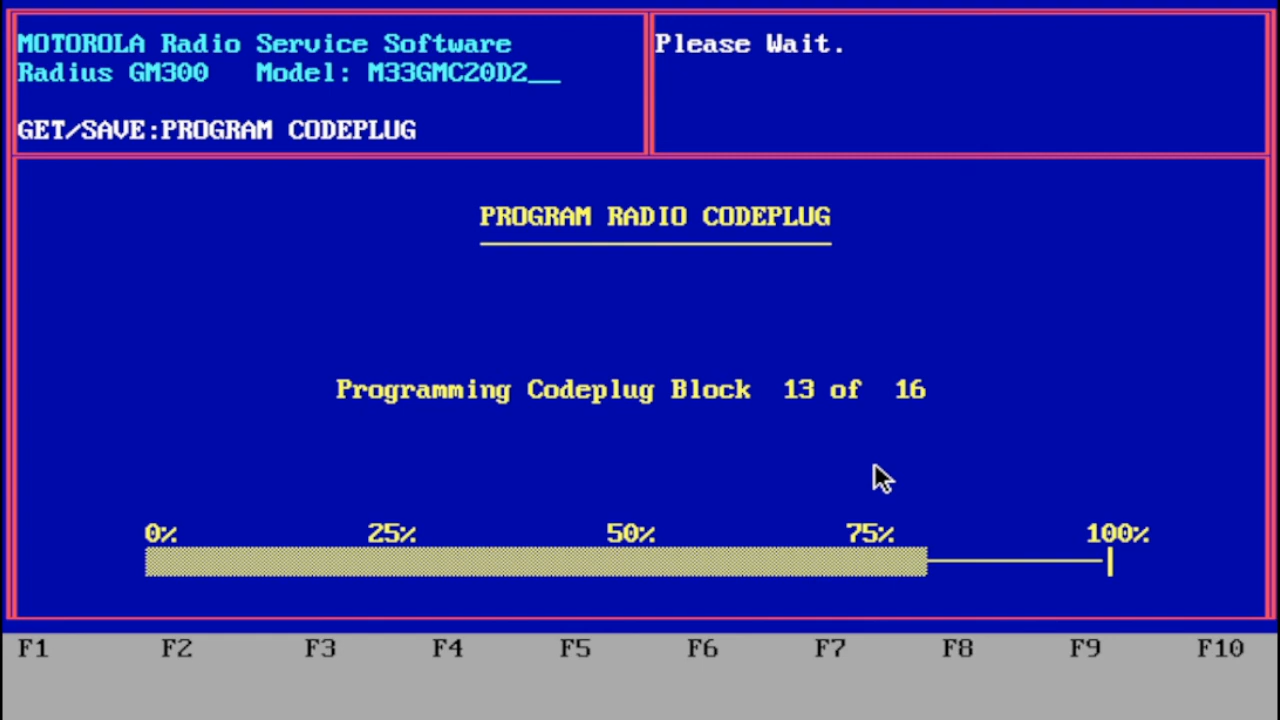 MOTOROLA Radio Service Software
Radius GM300   Model: M33GMC20D2__
GET/SAVE:PROGRAM CODEPLUG
Please Wait.
PROGRAM RADIO CODEPLUG
Programming Codeplug Block  13 of  16
0% 25% 50% 75% 100%
F1 F2 F3 F4 F5 F6 F7 F8 F9 F10